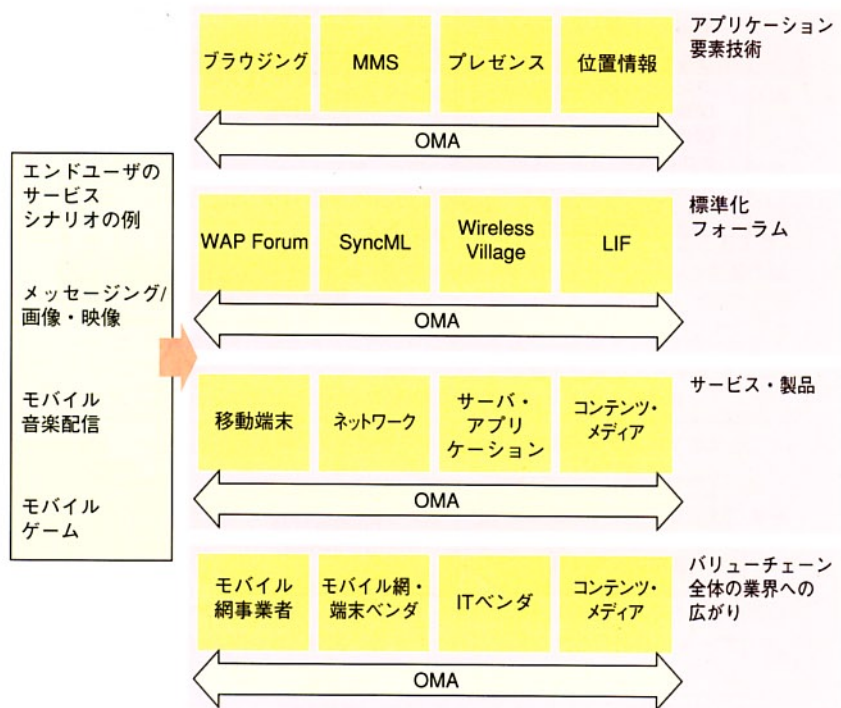 エンドユーザの
サービス
シナリオの例
メッセージング/
画像・映像
モバイル
音楽配信
モバイル
ゲーム
ブラウジング
MMS
プレゼンス
位置情報
アプリケーション
要素技術
OMA
WAP Forum
SyncML
Wireless
Village
LIF
標準化
フォーラム
OMA
移動端末
ネットワーク
サーバ・
アプリ
ケーション
コンテンツ・
メディア
サービス・製品
OMA
モバイル
網事業者
モバイル網・
端末ベンダ
ITベンダ
コンテンツ・
メディア
バリューチェーン
全体の業界への
広がり
OMA